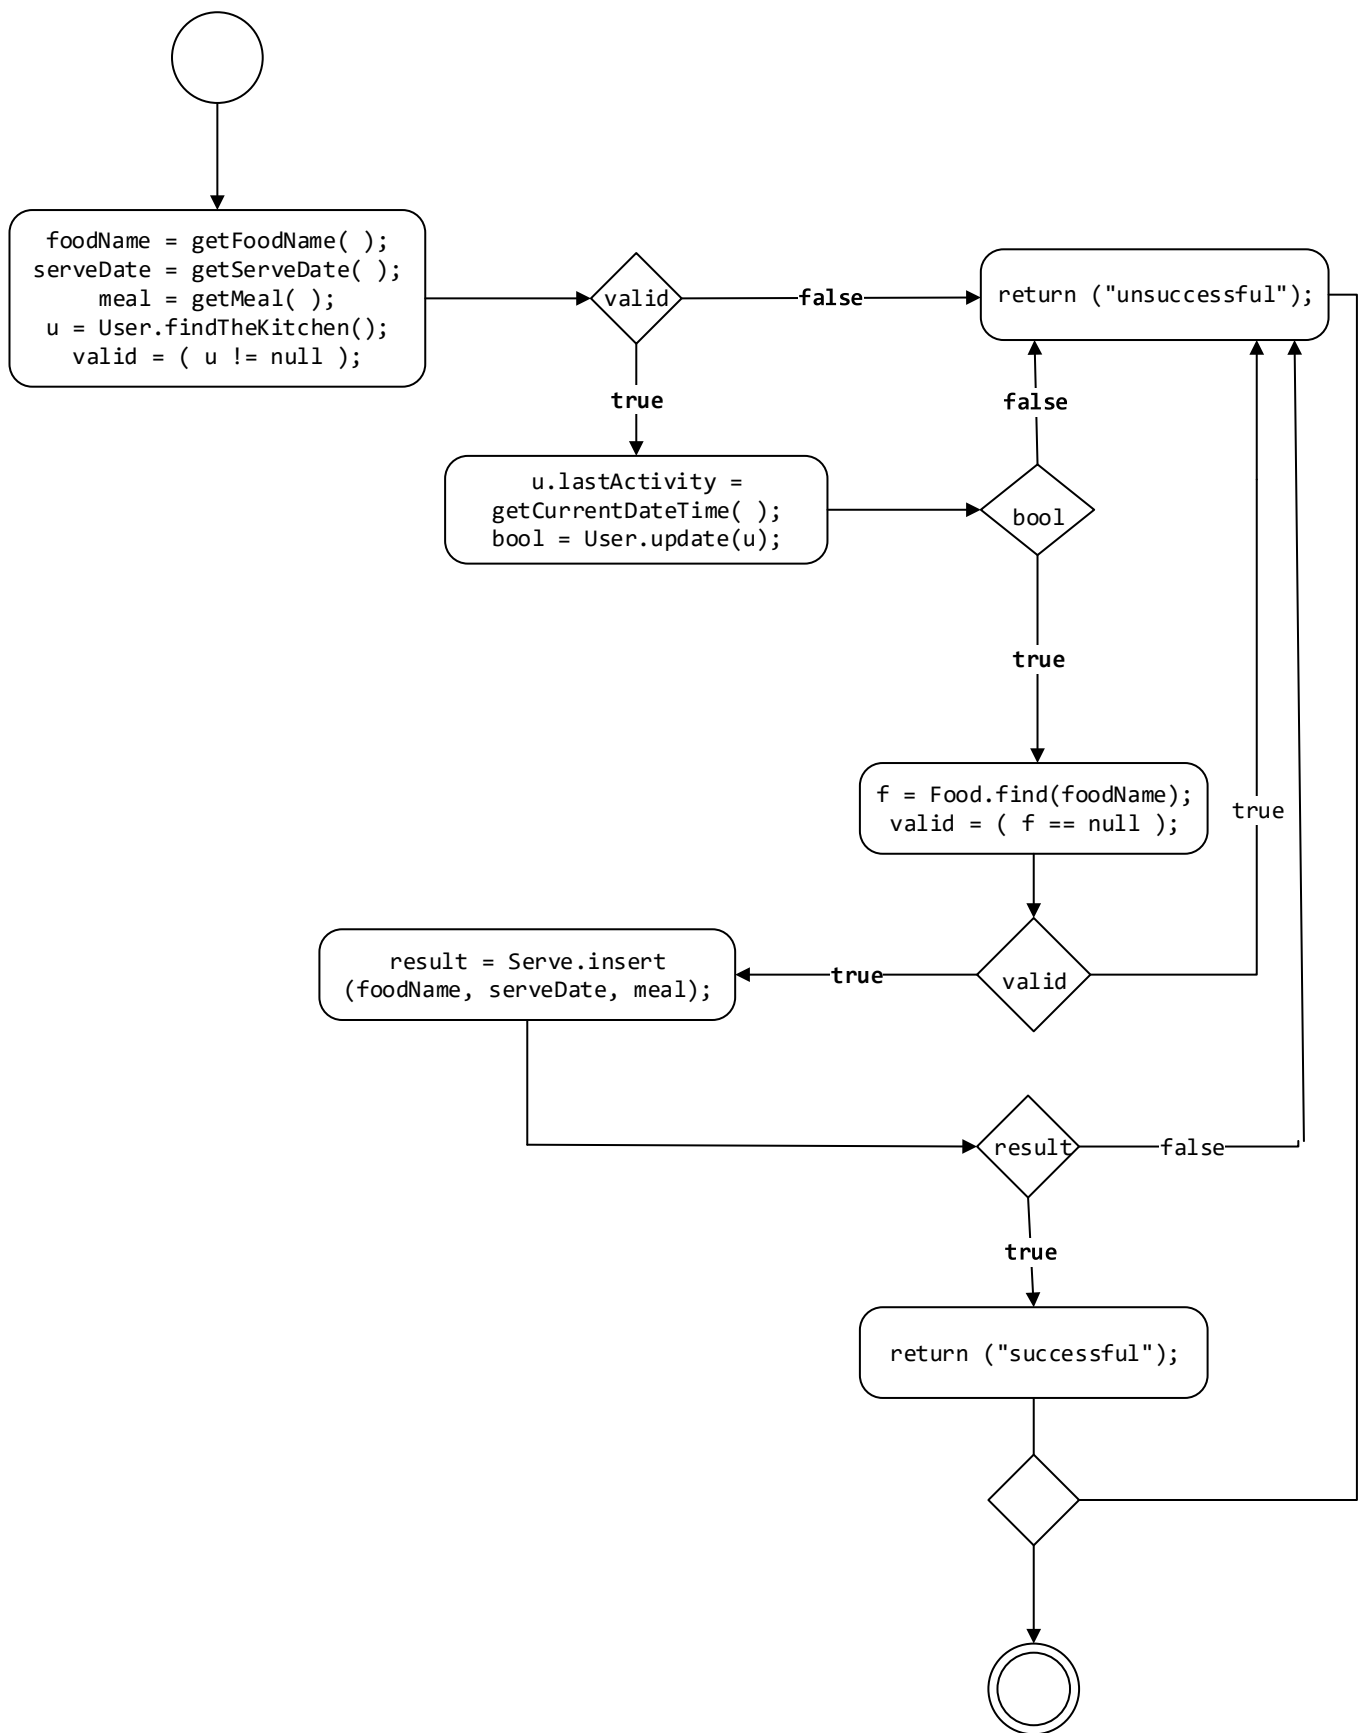 foodName = getFoodName( );
serveDate = getServeDate( );
meal = getMeal( );
u = User.findTheKitchen();
valid = ( u != null );
valid
false
return ("unsuccessful");
true
false
u.lastActivity =
getCurrentDateTime( );
bool = User.update(u);
bool
true
f = Food.find(foodName);
valid = ( f == null );
true
result = Serve.insert
(foodName, serveDate, meal);
true
valid
result
false
true
return ("successful");